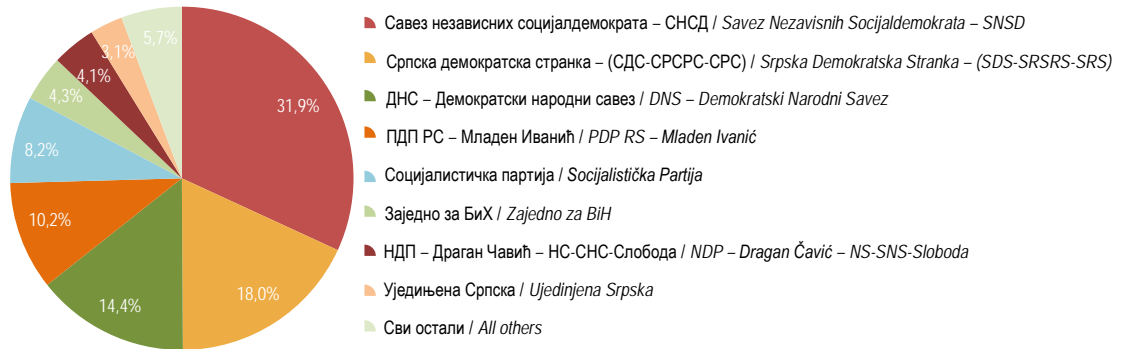 5,7%
3,1%
4,1%
4,3%
8,2%
10,2%
14,4%
18,0%
31,9%
Савез независних социјалдемократа – СНСД / Savez Nezavisnih Socijaldemokrata – SNSD
Српска демократска странка – (СДС-СРСРС-СРС) / Srpska Demokratska Stranka – (SDS-SRSRS-SRS)
ДНС – Демократски народни савез / DNS – Demokratski Narodni Savez
ПДП РС – Младен Иванић / PDP RS – Mladen Ivanić
Социјалистичка партија / Socijalistička Partija
Заједно за БиХ / Zajedno za BiH
НДП – Драган Чавић – НС-СНС-Слобода / NDP – Dragan Čavić – NS-SNS-Sloboda
Уједињена Српска / Ujedinjena Srpska
Сви остали / All others